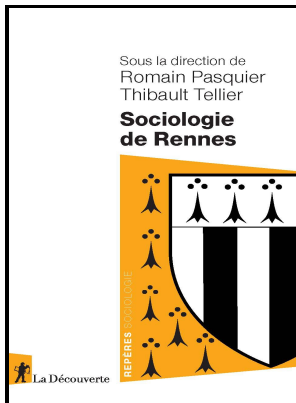 Sous la direction de
Romain Pasquier
Thibault Tellier
Sociologie
de Rennes
REPÈRES SOCIOLOGIE
La Découverte